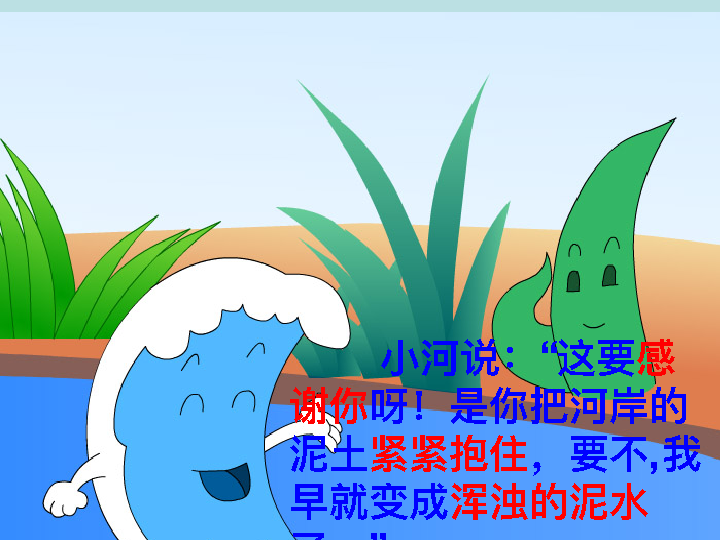 小河说：“这要感
谢你呀！是你把河岸的
泥土紧紧抱住，要不,我
早就变成浑浊的泥水
了。”